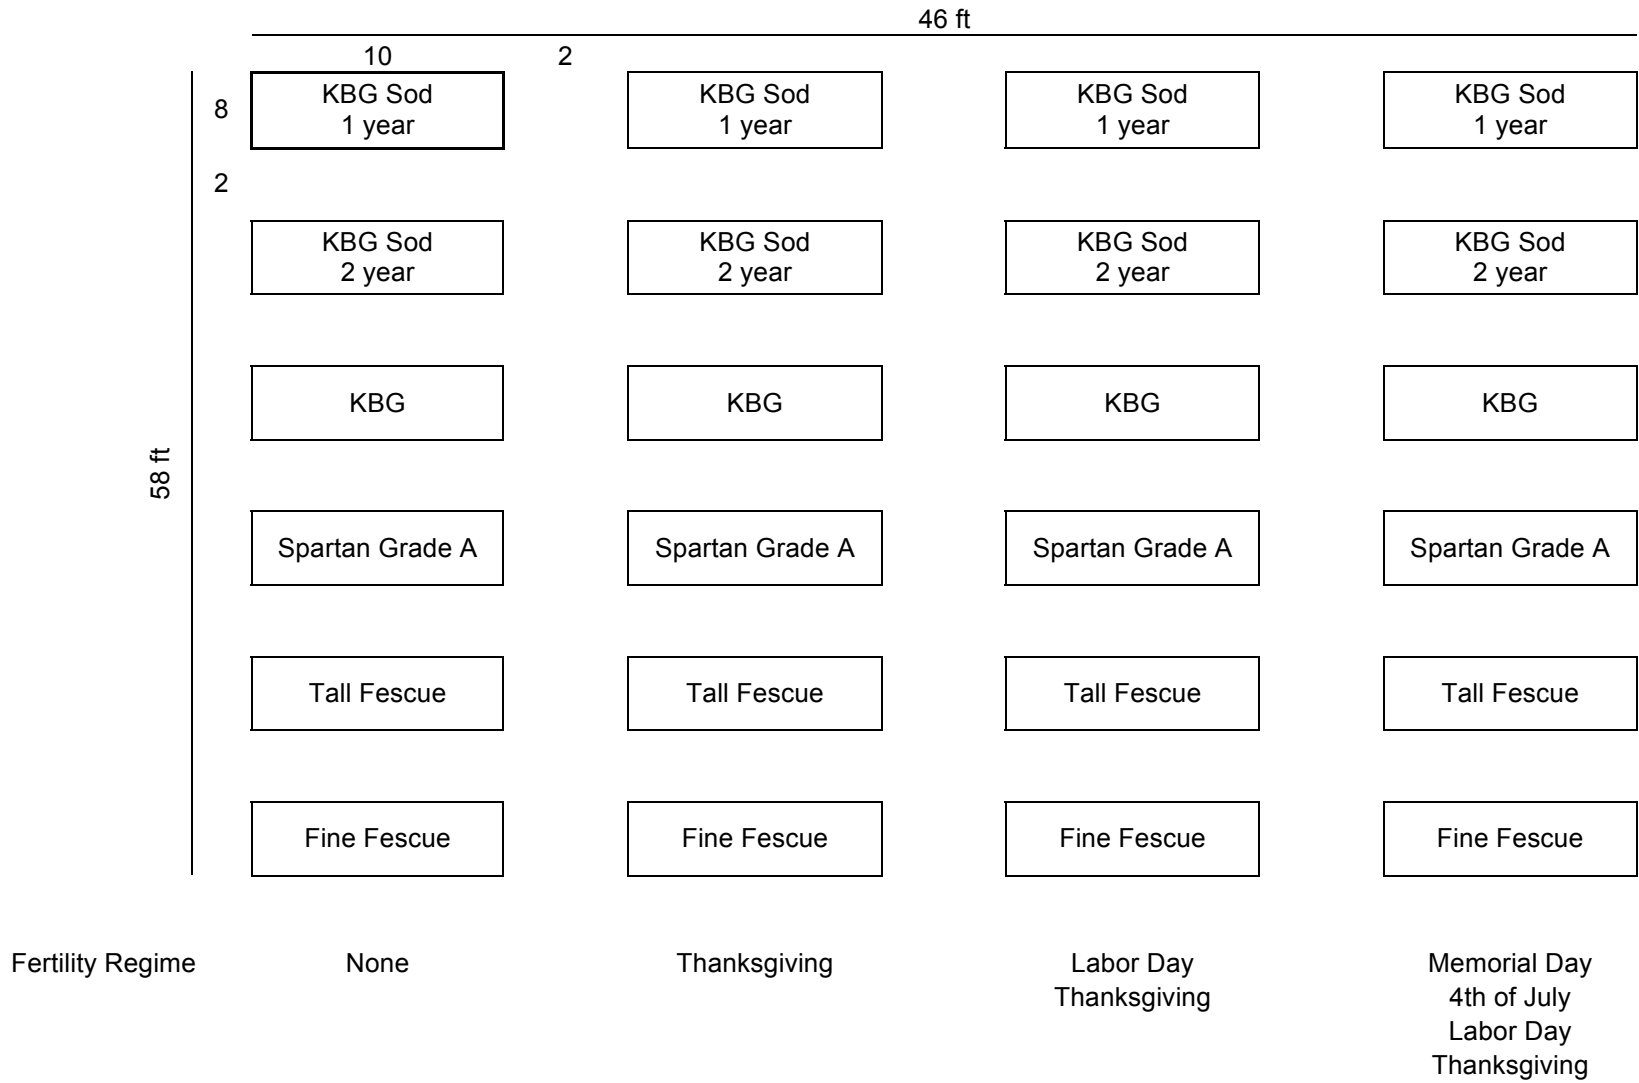 46 ft
10 2
8
KBG Sod KBG Sod KBG Sod KBG Sod
1 year 1 year 1 year 1 year
2
KBG Sod KBG Sod KBG Sod KBG Sod
2 year 2 year 2 year 2 year
KBG KBG KBG KBG
58 ft
Spartan Grade A Spartan Grade A Spartan Grade A Spartan Grade A
Tall Fescue Tall Fescue Tall Fescue Tall Fescue
Fine Fescue Fine Fescue Fine Fescue Fine Fescue
Fertility Regime None Thanksgiving Labor Day Memorial Day
Thanksgiving 4th of July
Labor Day
Thanksgiving